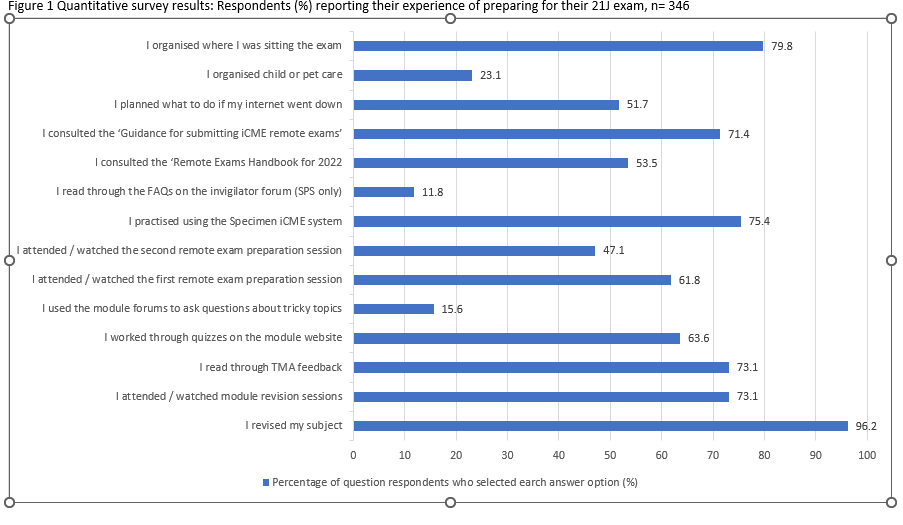 Figure 1 Quantitative survey results: Respondents (%) reporting their experience of preparing for their 21J exam, n= 346
I organised where I was sitting the exam 79.8
I organised child or pet care 23.1
I planned what to do if my internet went down 51.7
I consulted the ‘Guidance for submitting iCME remote exams’ 71.4
I consulted the ‘Remote Exams Handbook for 2022 53.5
I read through the FAQs on the invigilator forum (SPS only) 11.8
I practised using the Specimen iCME system 75.4
I attended / watched the second remote exam preparation session 47.1
I attended / watched the first remote exam preparation session 61.8
I used the module forums to ask questions about tricky topics 15.6
I worked through quizzes on the module website 63.6
I read through TMA feedback 73.1
I attended / watched module revision sessions 73.1
I revised my subject 96.2
0 10 20 30 40 50 60 70 80 90 100
Percentage of question respondents who selected earch answer option (%)